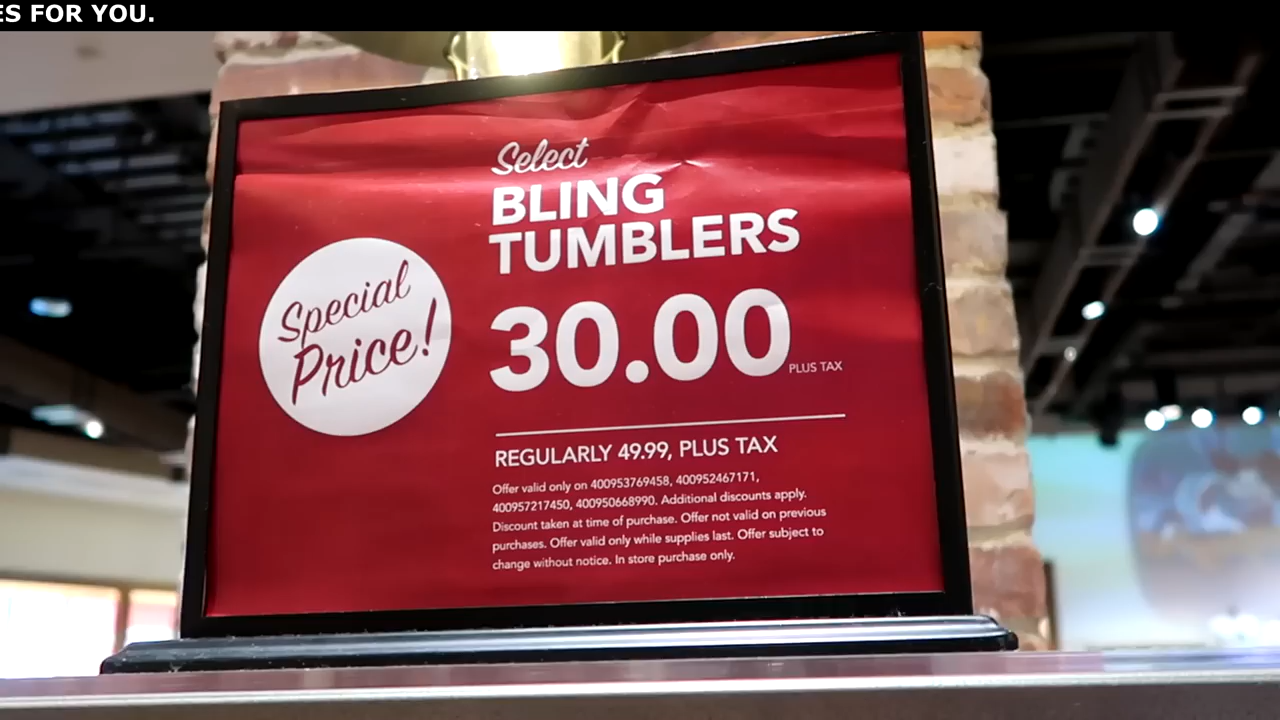 ES FOR YOU.
Select
BLING
TUMBLERS
Special
Price!
30.00
PLUS TAX
REGULARLY 49.99, PLUS TAX
Offer valid only on 400953769458, 400952467171,
400957217450, 400950668990. Additional discounts apply.
Discount taken at time of purchase. Offer not valid on previous
purchases. Offer valid only while supplies last. Offer subject to
change without notice. In store purchase only.